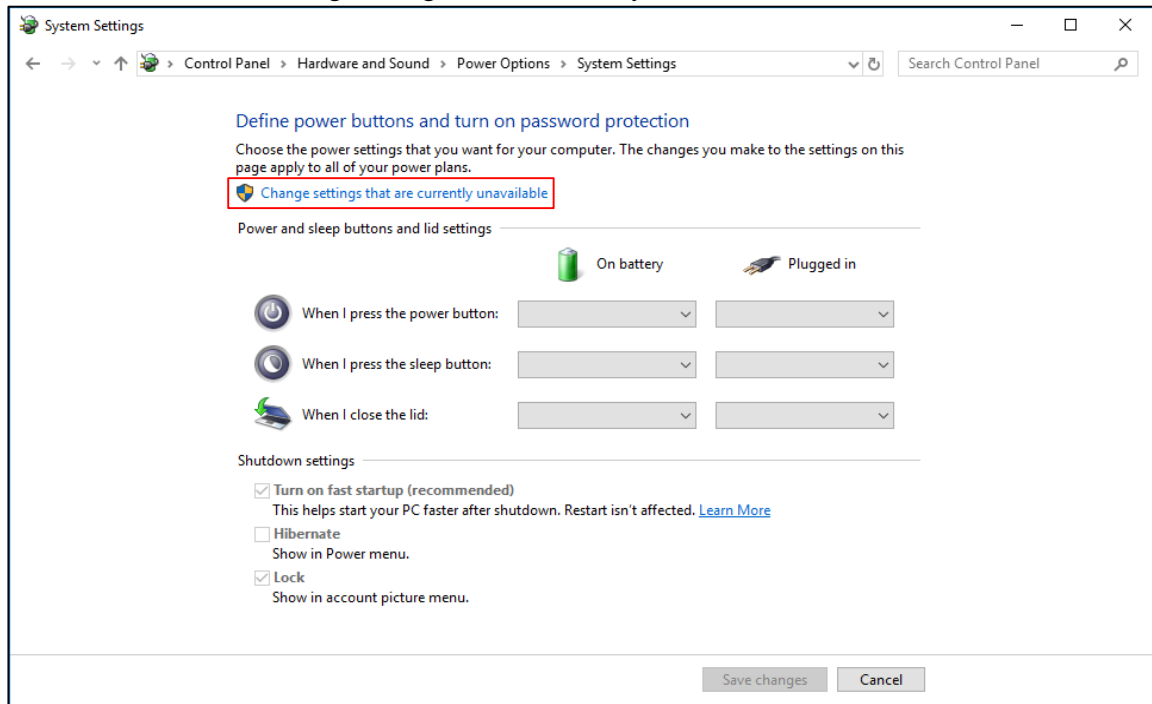 System Settings
Control Panel > Hardware and Sound > Power Options > System Settings
Search Control Panel
Define power buttons and turn on password protection
Choose the power settings that you want for your computer. The changes you make to the settings on this
page apply to all of your power plans.
Change settings that are currently unavailable
Power and sleep buttons and lid settings
On battery
Plugged in
When I press the power button:
When I press the sleep button:
When I close the lid:
Shutdown settings
Turn on fast startup (recommended)
This helps start your PC faster after shutdown. Restart isn't affected. Learn More
Hibernate
Show in Power menu.
Lock
Show in account picture menu.
Save changes
Cancel